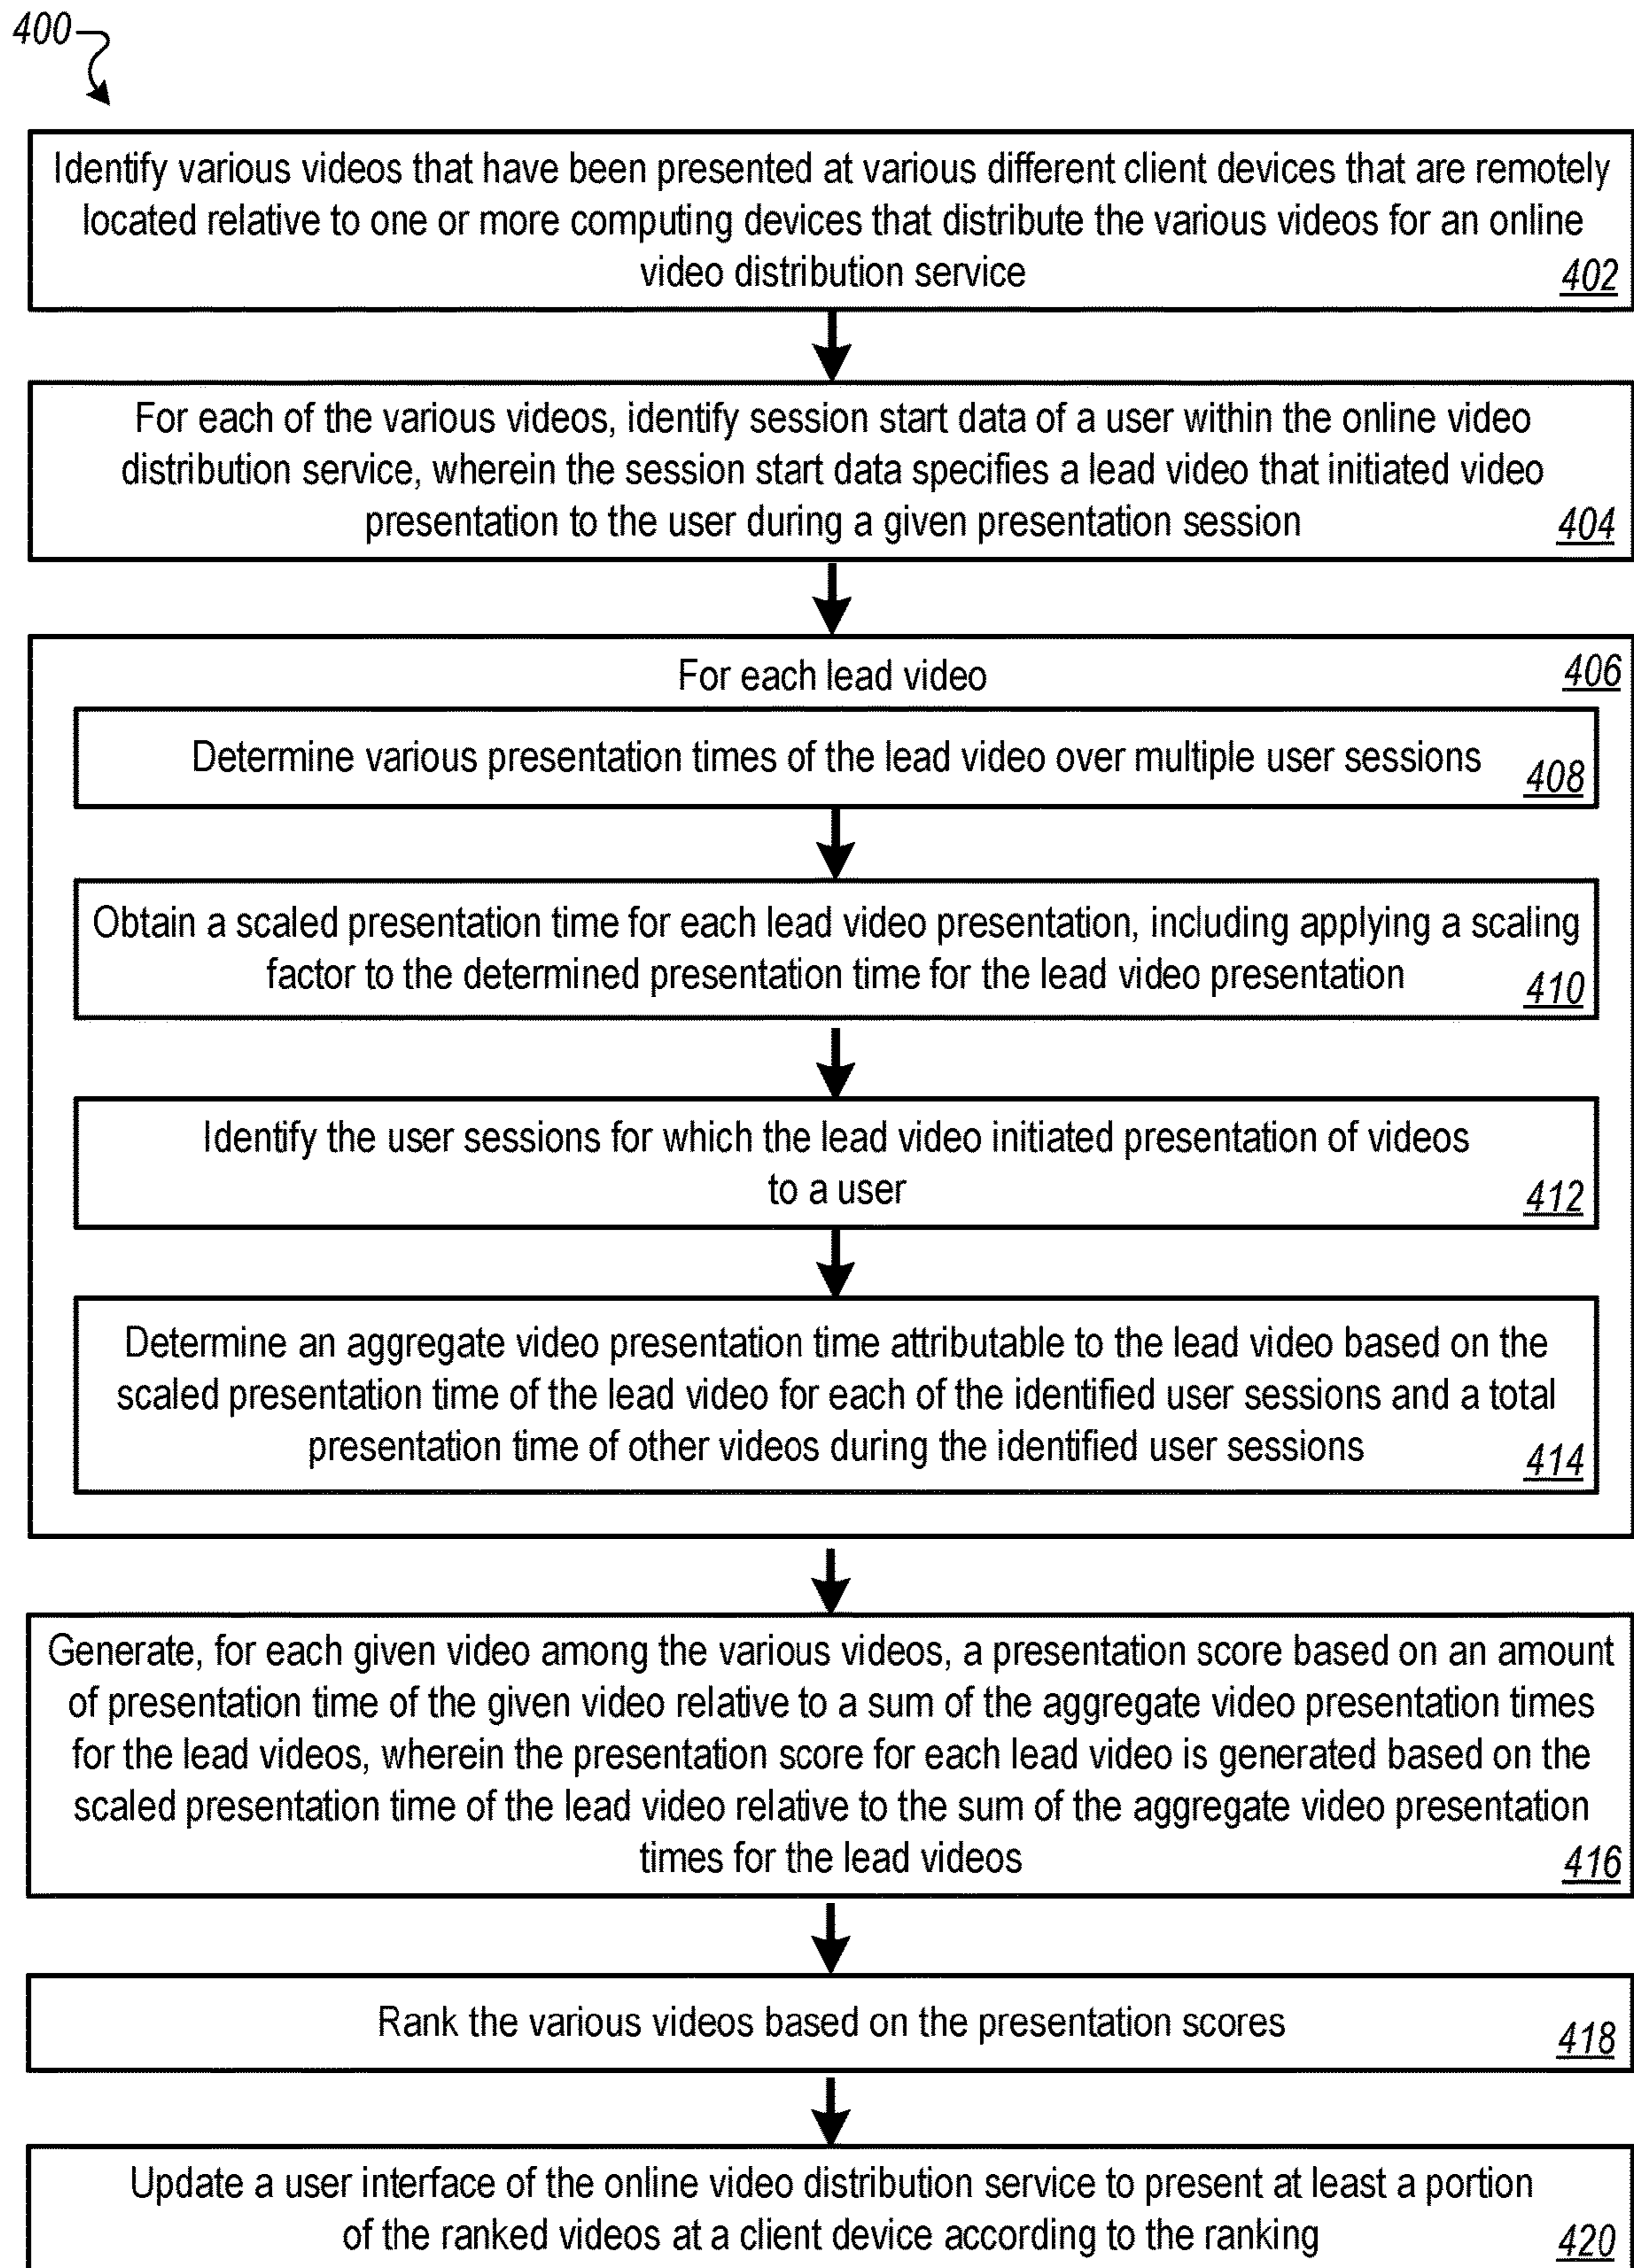 400
Identify various videos that have been presented at various different client devices that are remotely
located relative to one or more computing devices that distribute the various videos for an online
video distribution service
402
For each of the various videos, identify session start data of a user within the online video
distribution service, wherein the session start data specifies a lead video that initiated video
presentation to the user during a given presentation session
404
For each lead video
406
Determine various presentation times of the lead video over multiple user sessions
408
Obtain a scaled presentation time for each lead video presentation, including applying a scaling
factor to the determined presentation time for the lead video presentation
410
Identify the user sessions for which the lead video initiated presentation of videos
to a user
412
Determine an aggregate video presentation time attributable to the lead video based on the
scaled presentation time of the lead video for each of the identified user sessions and a total
presentation time of other videos during the identified user sessions
414
Generate, for each given video among the various videos, a presentation score based on an amount
of presentation time of the given video relative to a sum of the aggregate video presentation times
for the lead videos, wherein the presentation score for each lead video is generated based on the
scaled presentation time of the lead video relative to the sum of the aggregate video presentation
times for the lead videos
416
Rank the various videos based on the presentation scores
418
Update a user interface of the online video distribution service to present at least a portion
of the ranked videos at a client device according to the ranking
420